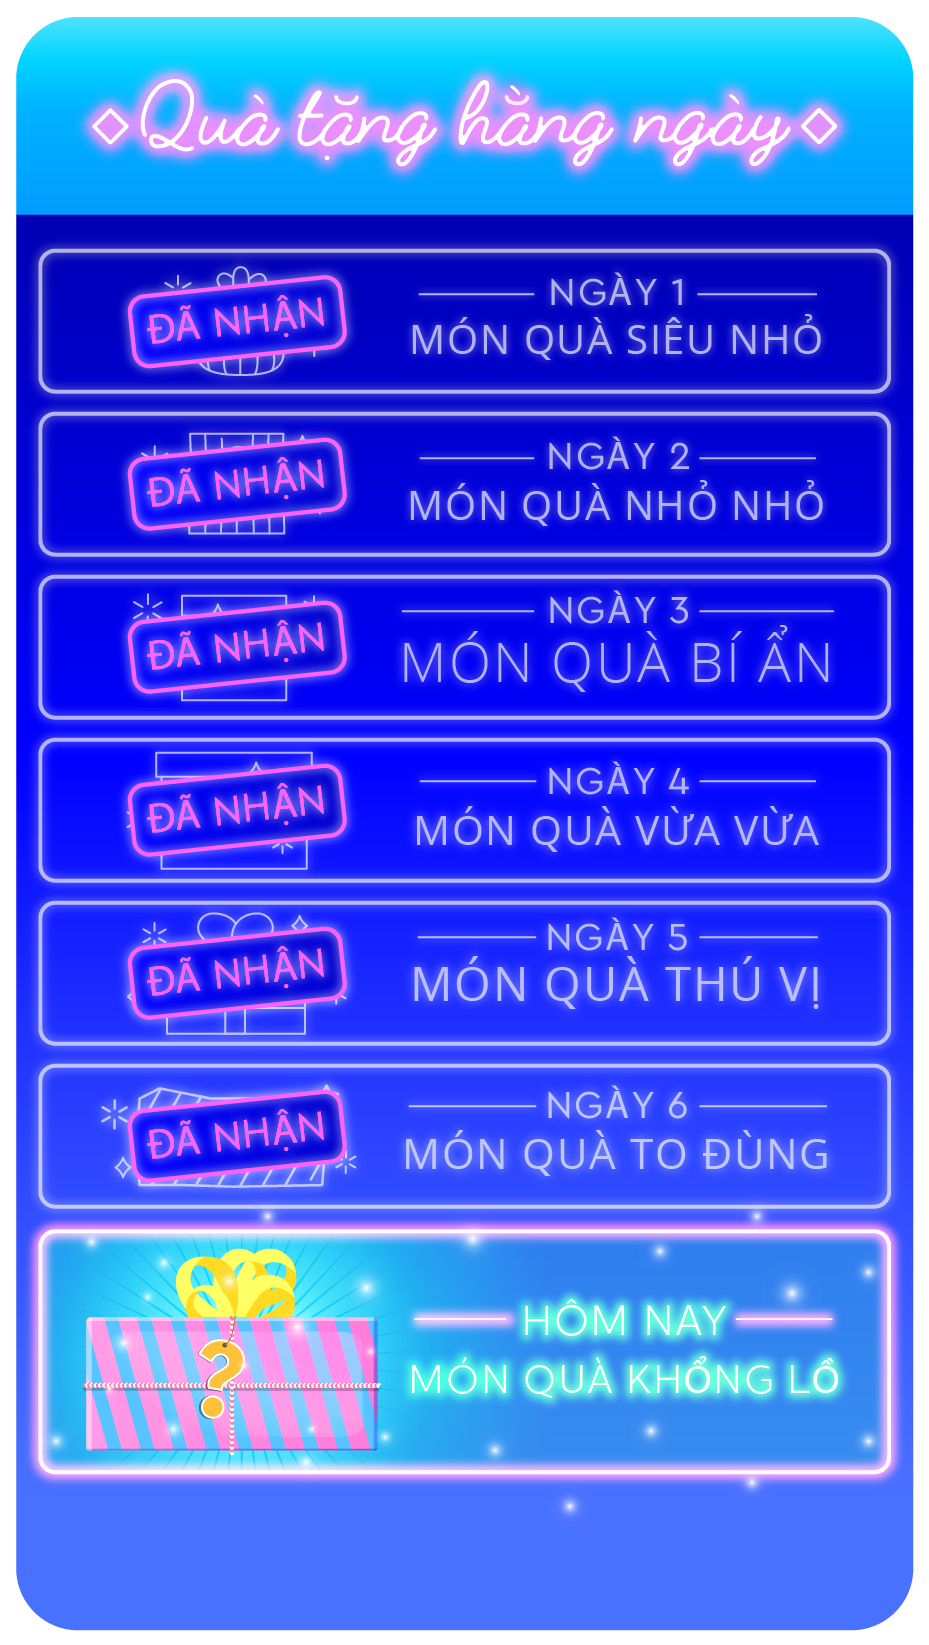 Quà tặng hằng ngày
ĐÃ NHẬN
NGÀY 1
MÓN QUÀ SIÊU NHỎ
ĐÃ NHẬN
NGÀY 2
MÓN QUÀ NHỎ NHỎ
ĐÃ NHẬN
NGÀY 3
MÓN QUÀ BÍ ẨN
ĐÃ NHẬN
NGÀY 4
MÓN QUÀ VỪA VỪA
ĐÃ NHẬN
NGÀY 5
MÓN QUÀ THÚ VỊ
ĐÃ NHẬN
NGÀY 6
MÓN QUÀ TO ĐÙNG
?
HÔM NAY
MÓN QUÀ KHỔNG LỒ